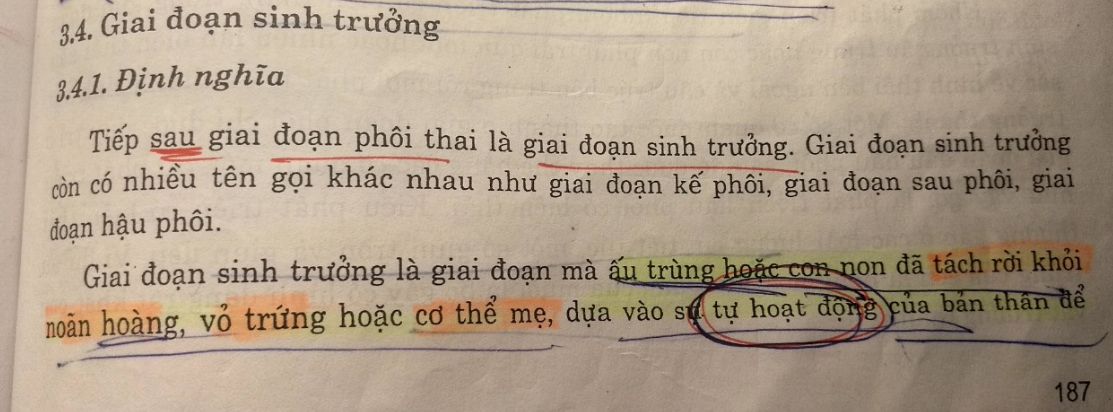 3.4. Giai đoạn sinh trưởng
3.4.1. Định nghĩa
Tiếp sau giai đoạn phôi thai là giai đoạn sinh trưởng. Giai đoạn sinh trưởng
còn có nhiều tên gọi khác nhau như giai đoạn kế phôi, giai đoạn sau phôi, giai
đoạn hậu phôi.
Giai đoạn sinh trưởng là giai đoạn mà ấu trùng hoặc con non đã tách rời khỏi
noãn hoàng, vỏ trứng hoặc cơ thể mẹ, dựa vào sự tự hoạt động của bản thân để
187